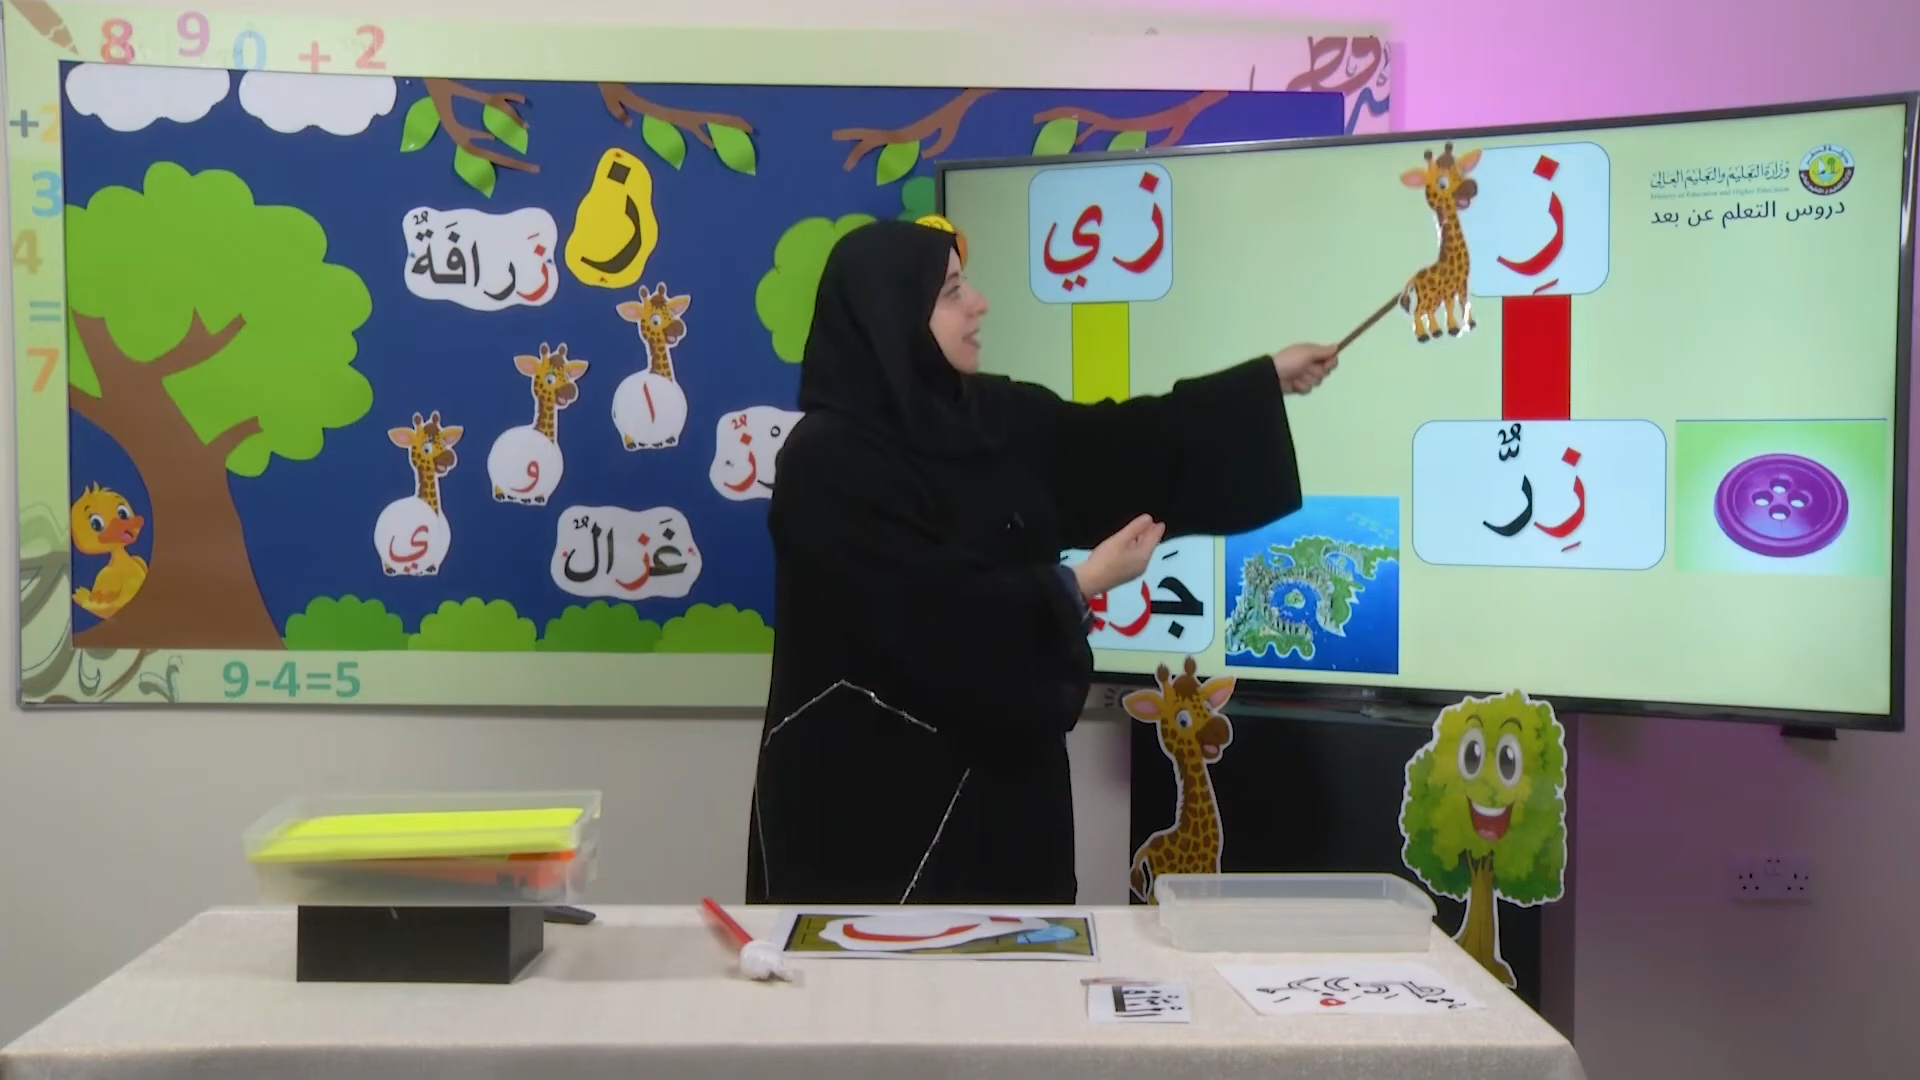 8 9 0 + 2
+2
3
4
=
7
ز
زَرافَةٌ
ا
و
ي
غَزالٌ
9-4=5
قطر
وزارة التعليم والتعليم العالي
Ministry of Education and Higher Education
دروس التعلم عن بعد
زِ
زي
زِرٌّ